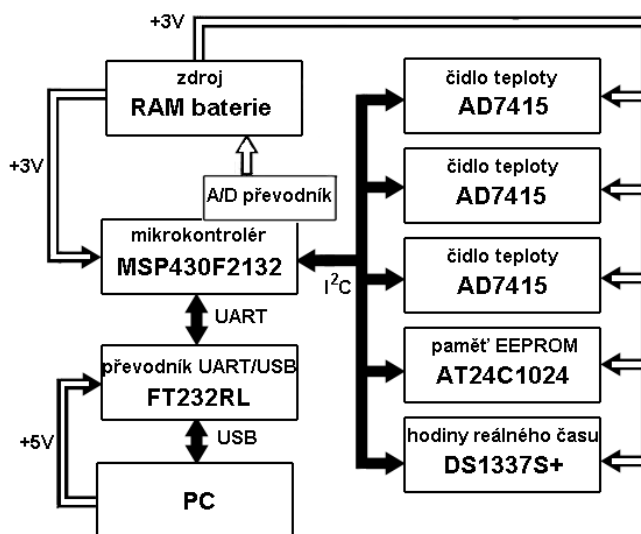 +3V
zdroj
RAM baterie
+3V
A/D převodník
mikrokontrolér
MSP430F2132
I²C
UART
převodník UART/USB
FT232RL
+5V
USB
PC
čidlo teploty
AD7415
čidlo teploty
AD7415
čidlo teploty
AD7415
paměť EEPROM
AT24C1024
hodiny reálného času
DS1337S+